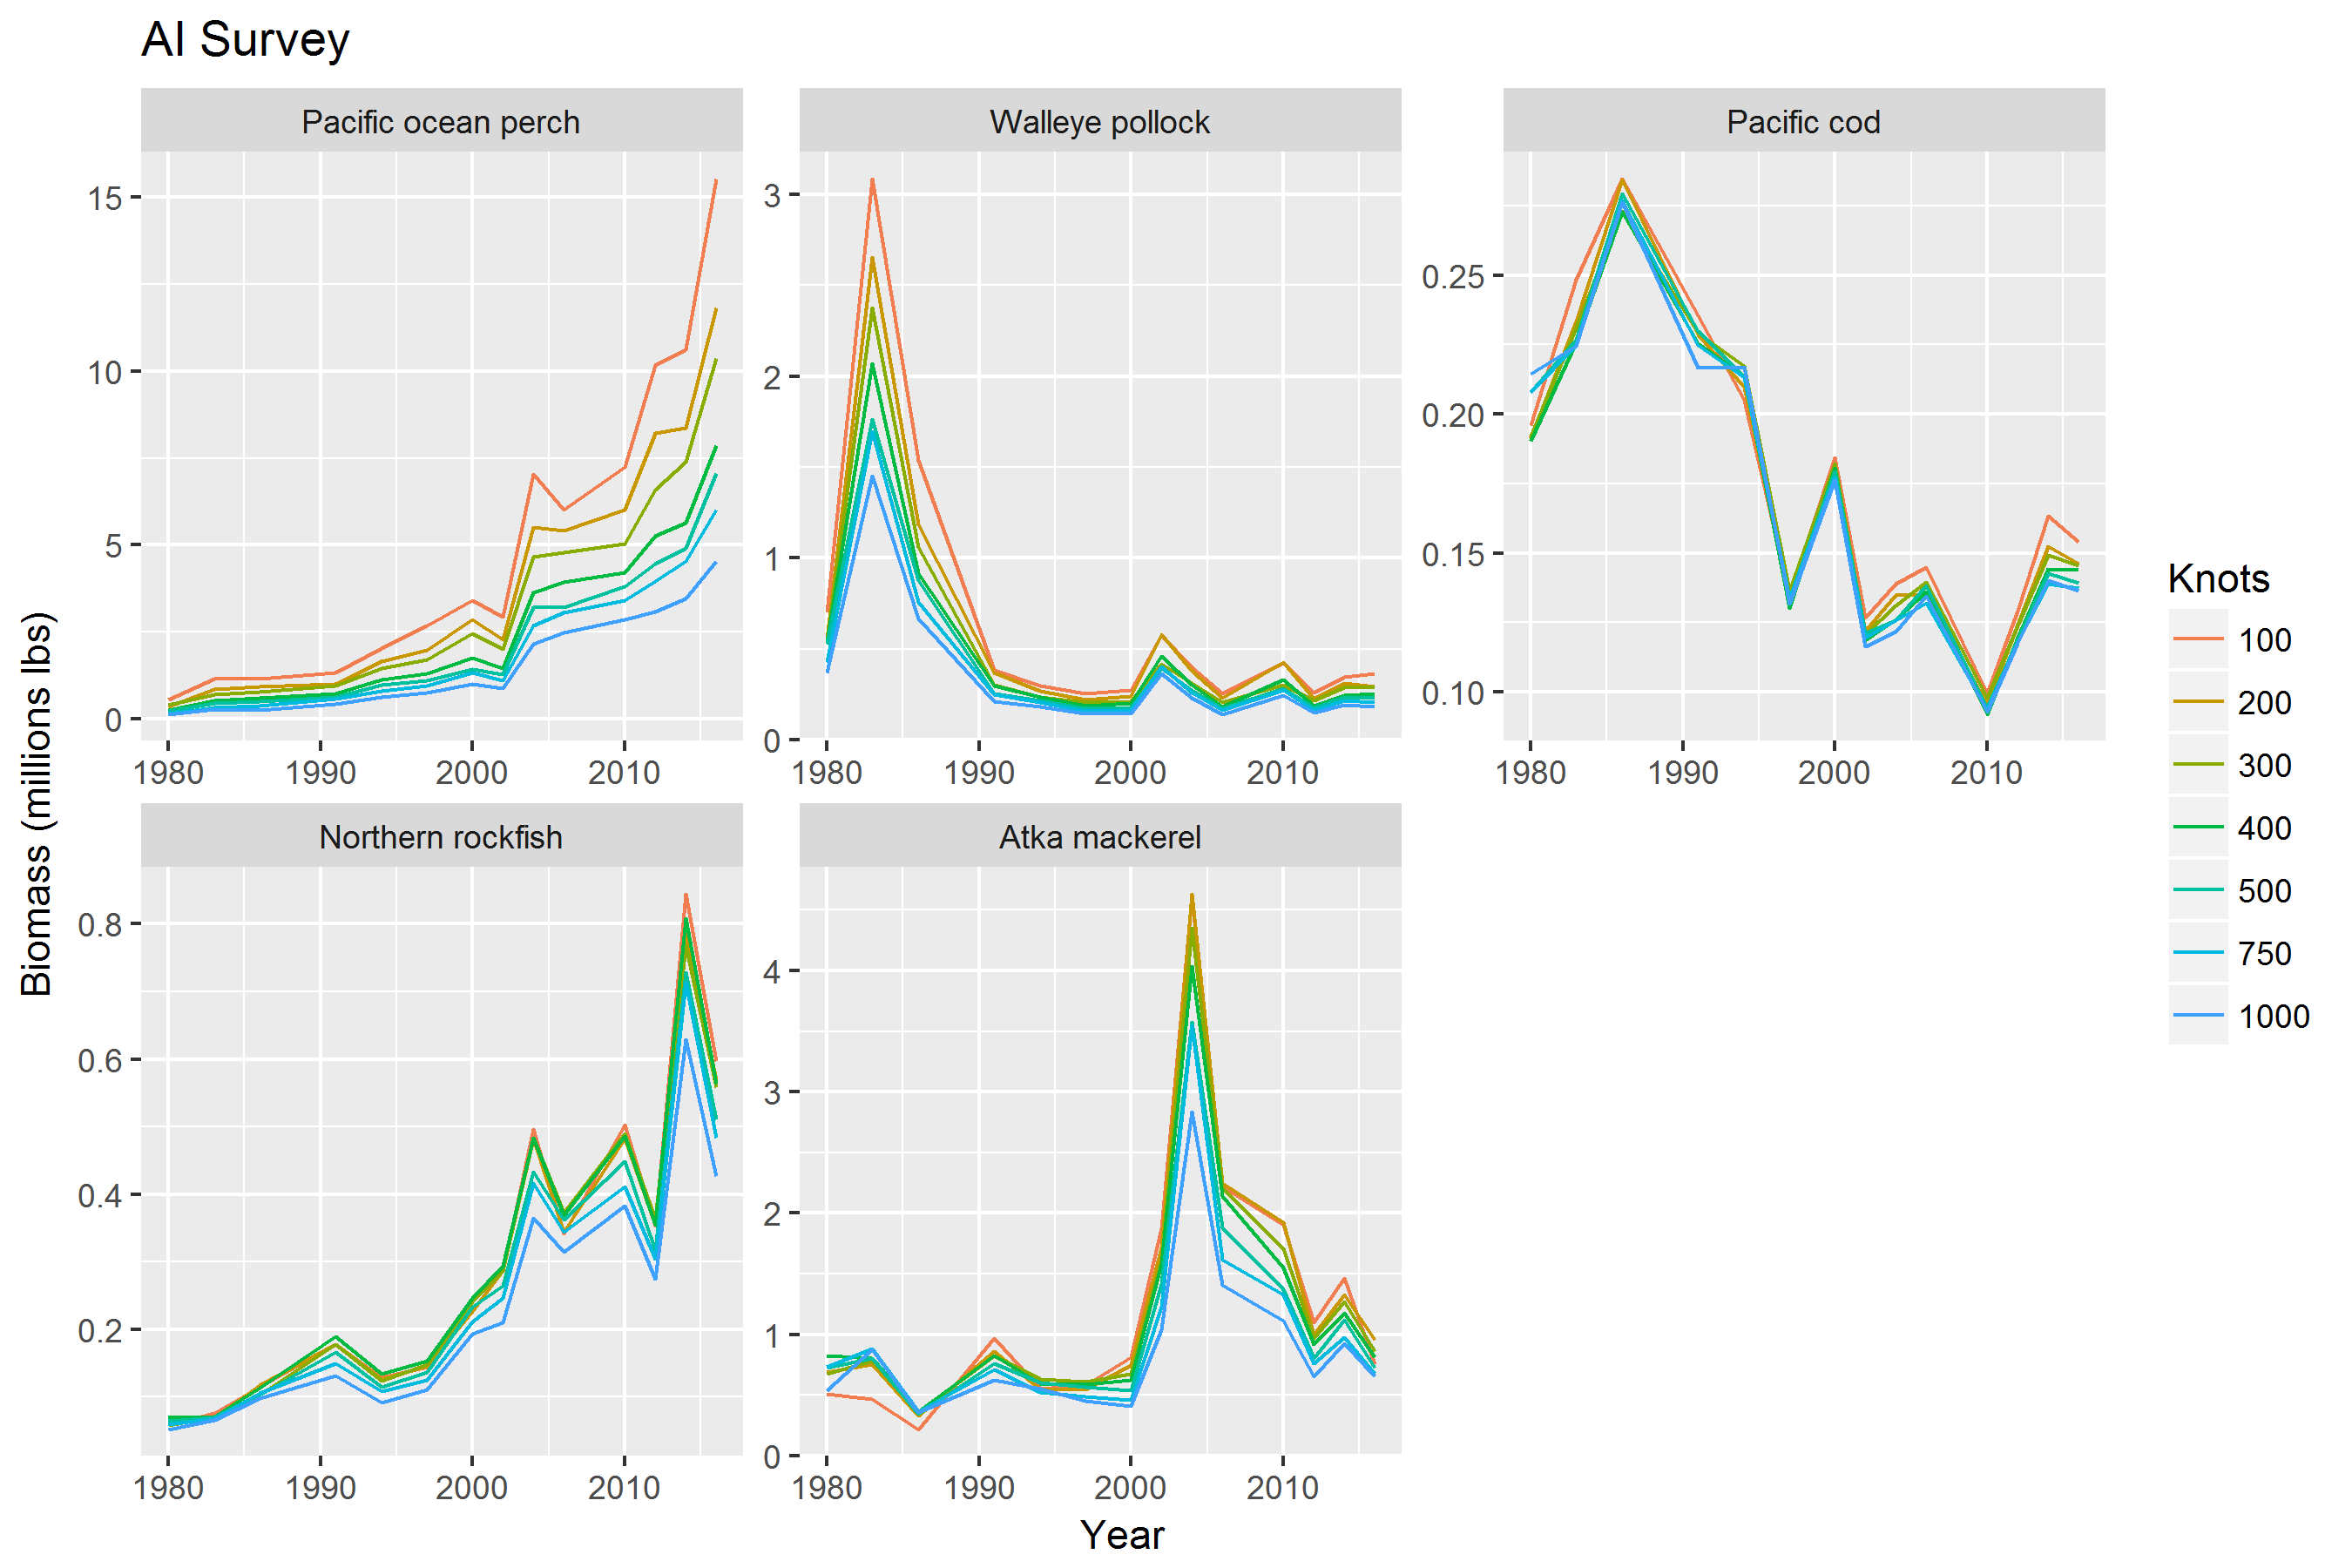 AI Survey
Pacific ocean perch
Walleye pollock
Pacific cod
15
10
5
0
3
2
1
0
0.25
0.20
0.15
0.10
1980 1990 2000 2010
1980 1990 2000 2010
1980 1990 2000 2010
Northern rockfish
Atka mackerel
0.8
0.6
0.4
0.2
4
3
2
1
0
1980 1990 2000 2010
1980 1990 2000 2010
Biomass (millions lbs)
Year
Knots
100
200
300
400
500
750
1000